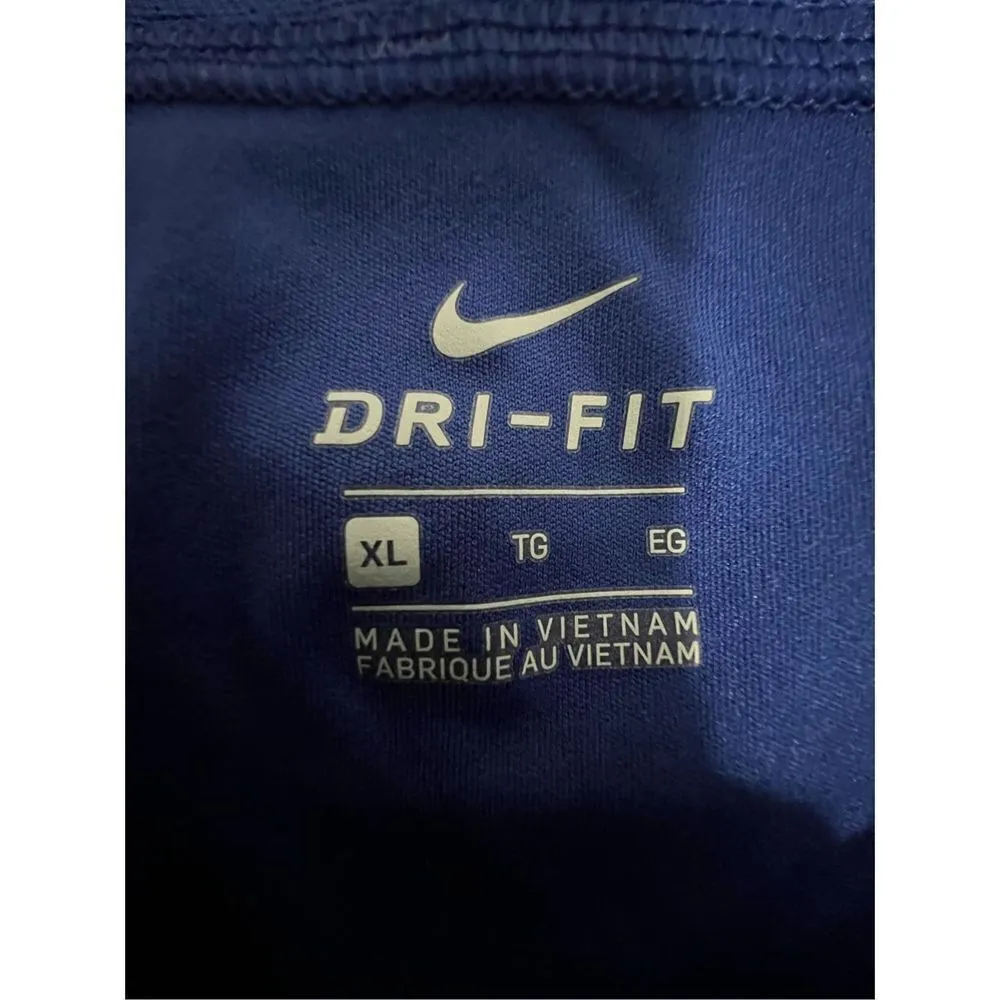 DRI-FIT
XL TG EG
MADE IN VIETNAM
FABRIQUE AU VIETNAM